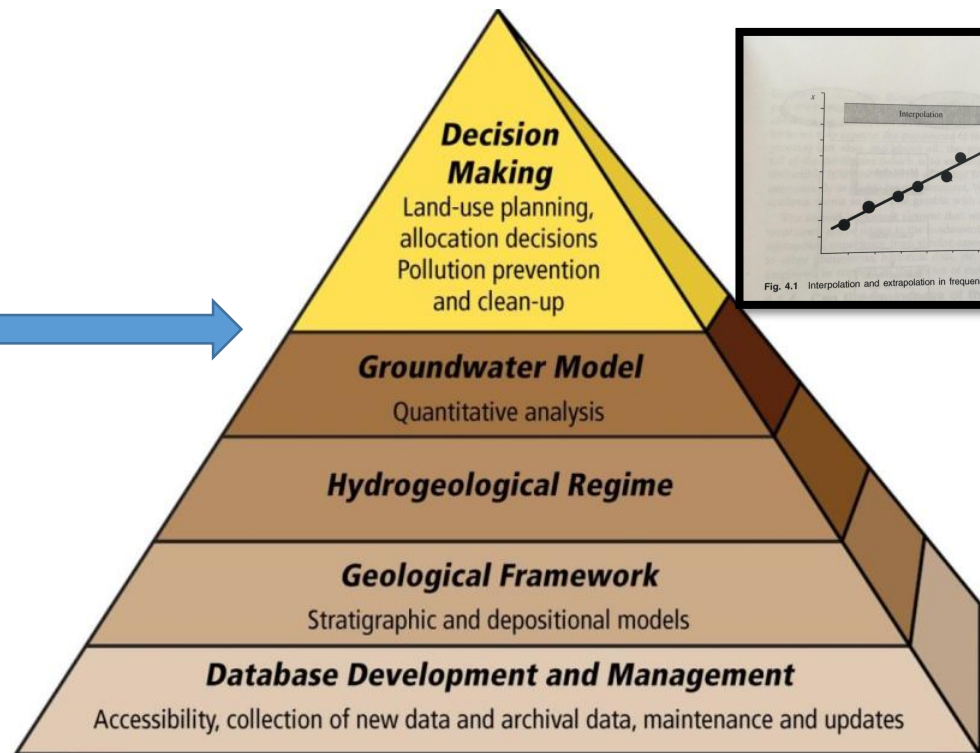 Decision
Making
Land-use planning,
allocation decisions
Pollution prevention
and clean-up
Groundwater Model
Quantitative analysis
Hydrogeological Regime
Geological Framework
Stratigraphic and depositional models
Database Development and Management
Accessibility, collection of new data and archival data, maintenance and updates
x
Interpolation
Fig. 4.1 Interpolation and extrapolation in